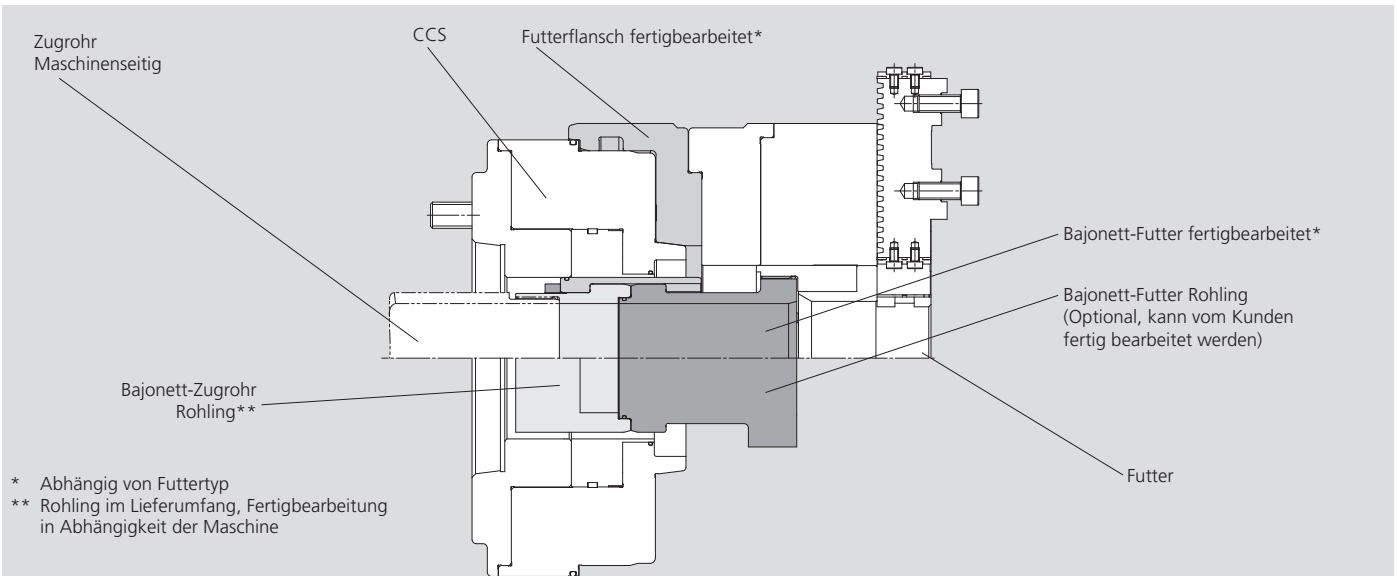 Zugrohr
Maschinenseitig
CCS
Futterflansch fertigbearbeitet*
Bajonett-Futter fertigbearbeitet*
Bajonett-Futter Rohling
(Optional, kann vom Kunden
fertig bearbeitet werden)
Bajonett-Zugrohr
Rohling**
Futter
* Abhängig von Futtertyp
** Rohling im Lieferumfang, Fertigbearbeitung
in Abhängigkeit der Maschine